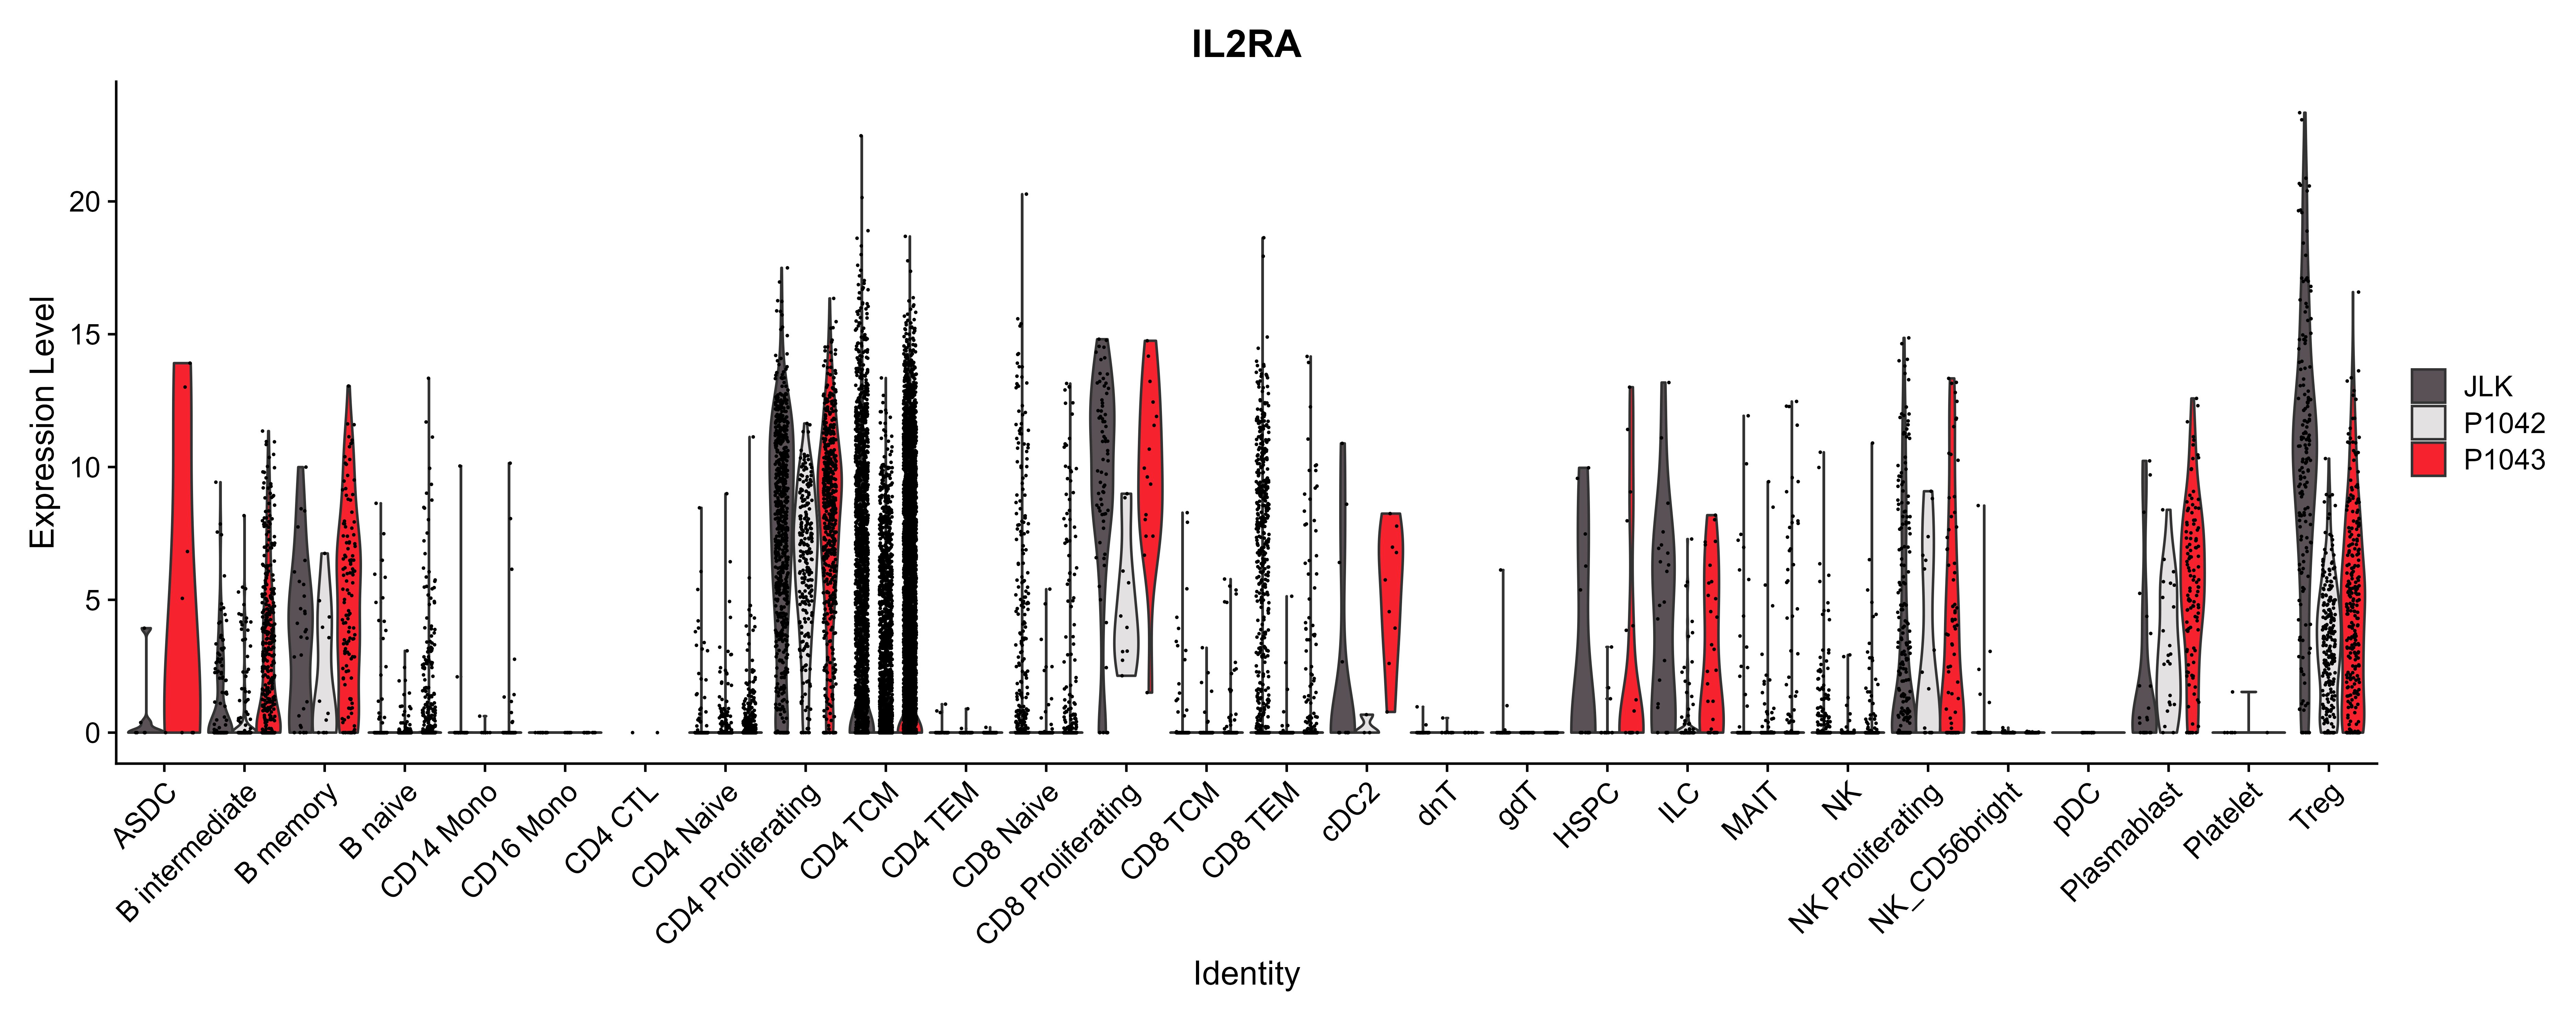 IL2RA
Expression Level
20
15
10
5
0
ASDC
B intermediate
B memory
B naive
CD14 Mono
CD16 Mono
CD4 CTL
CD4 Naive
CD4 Proliferating
CD4 TCM
CD4 TEM
CD8 Naive
CD8 Proliferating
CD8 TCM
CD8 TEM
cDC2
dnT
gdT
HSPC
ILC
MAIT
NK
NK Proliferating
NK_CD56bright
pDC
Plasmablast
Platelet
Treg
Identity
JLK
P1042
P1043